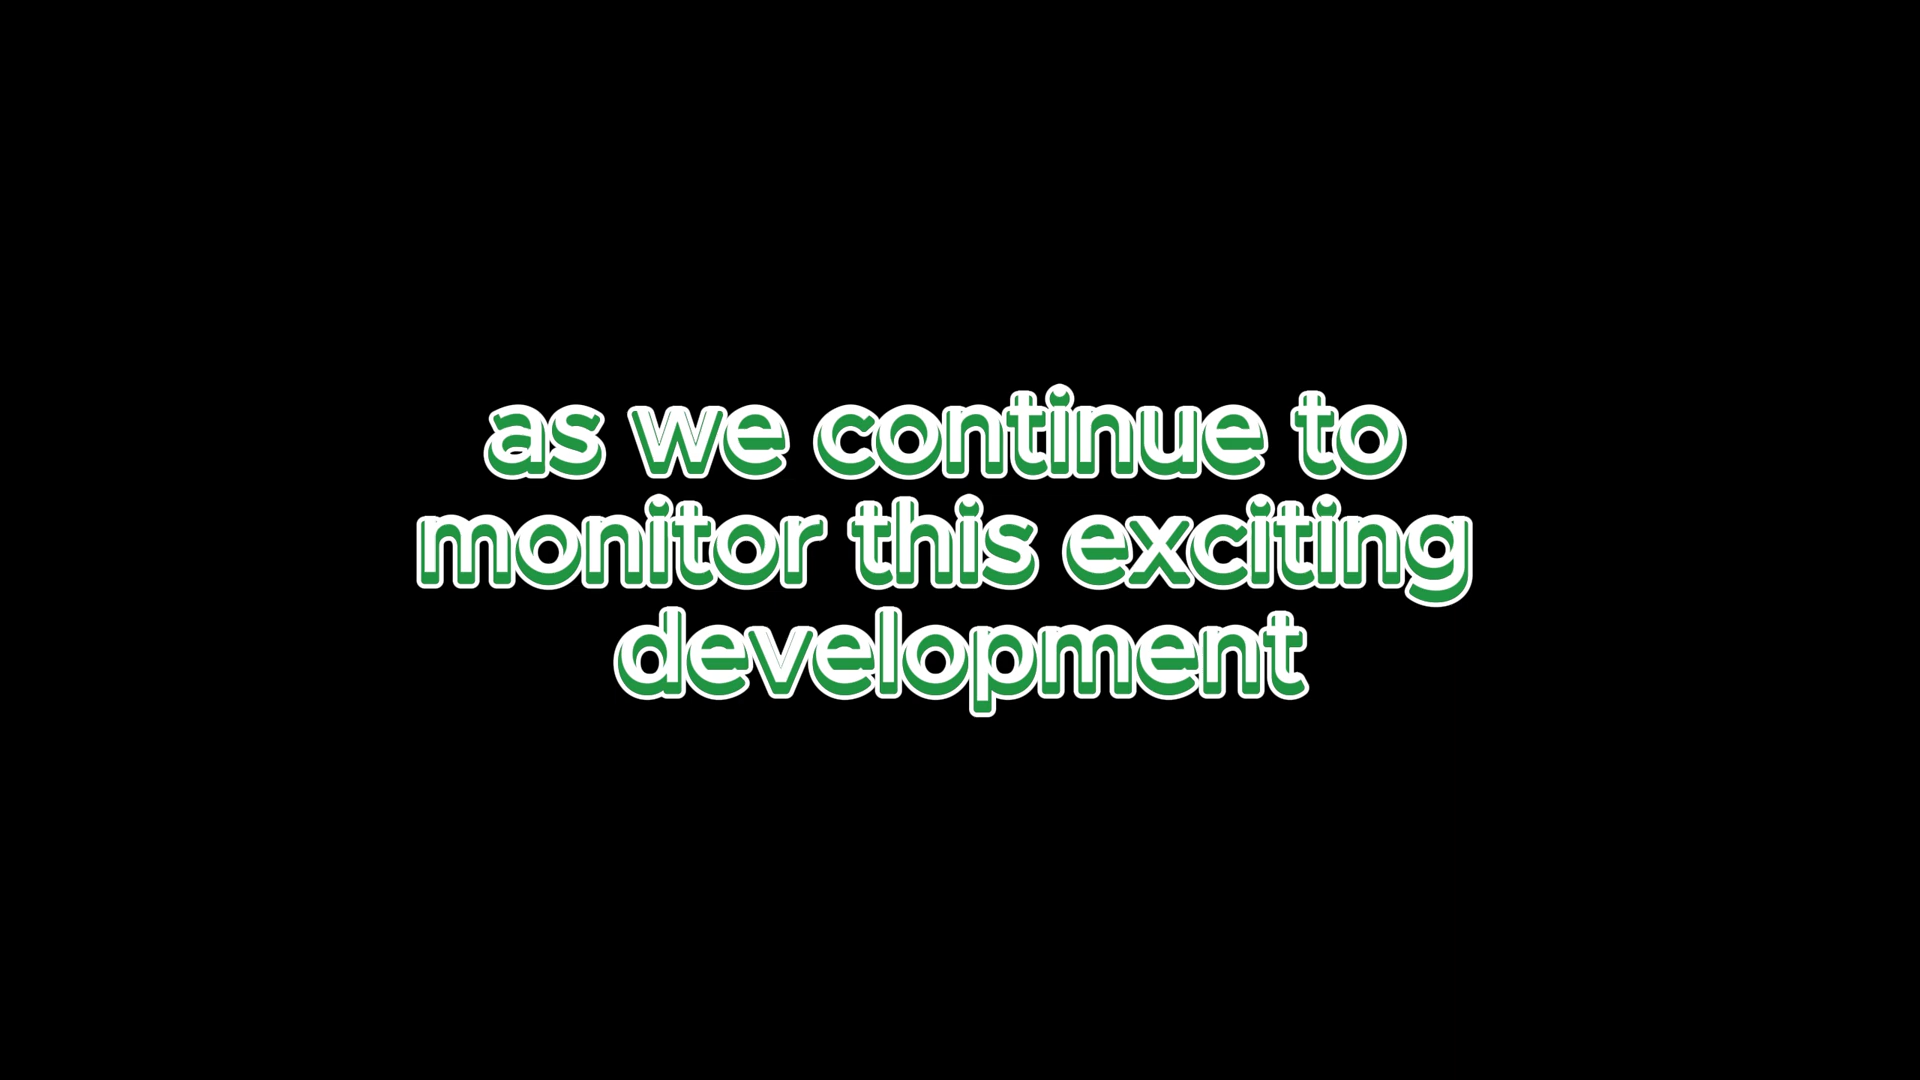 as we continue to
monitor this exciting
development